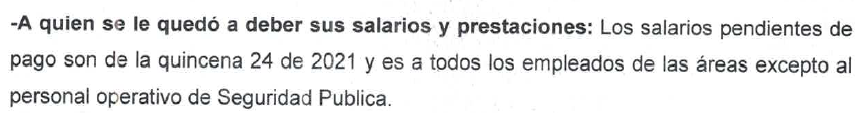 -A quien se le quedó a deber sus salarios y prestaciones: Los salarios pendientes de
pago son de la quincena 24 de 2021 y es a todos los empleados de las áreas excepto al
personal operativo de Seguridad Publica.